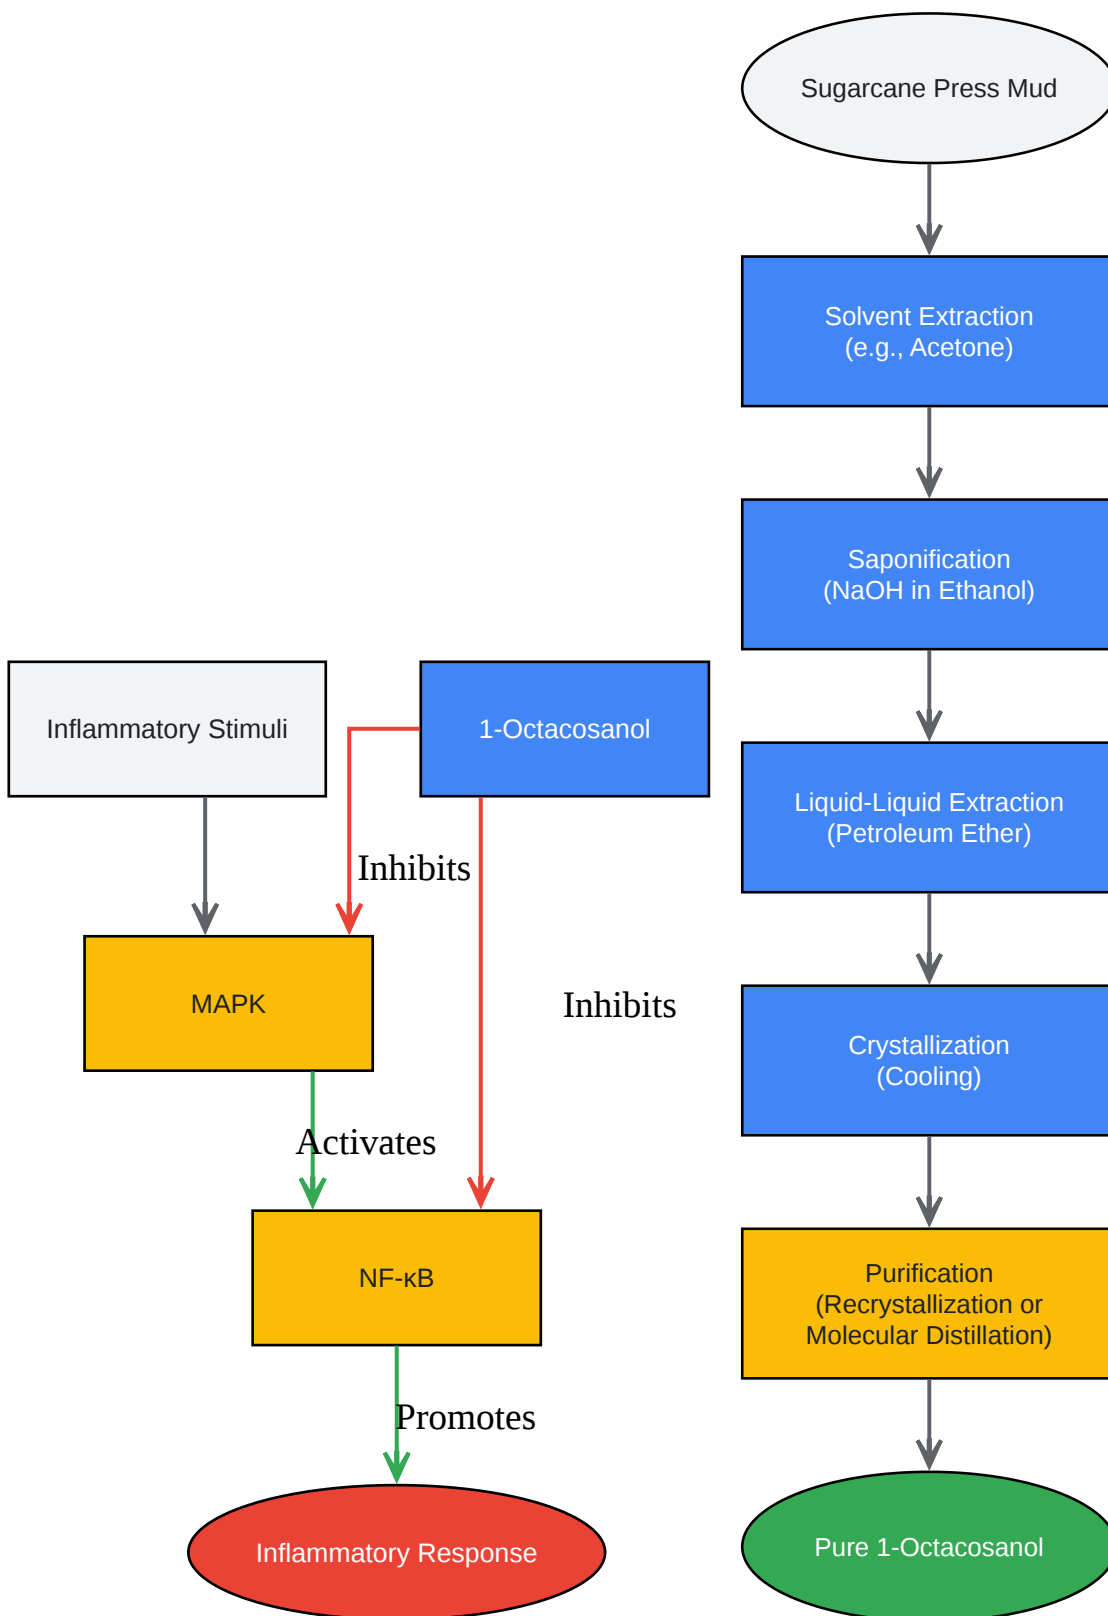 Sugarcane Press Mud
Solvent Extraction
(e.g., Acetone)
Saponification
(NaOH in Ethanol)
Liquid-Liquid Extraction
(Petroleum Ether)
Crystallization
(Cooling)
Purification
(Recrystallization or
Molecular Distillation)
Pure 1-Octacosanol
Inflammatory Stimuli
1-Octacosanol
Inhibits
MAPK
Inhibits
Activates
NF-κB
Promotes
Inflammatory Response